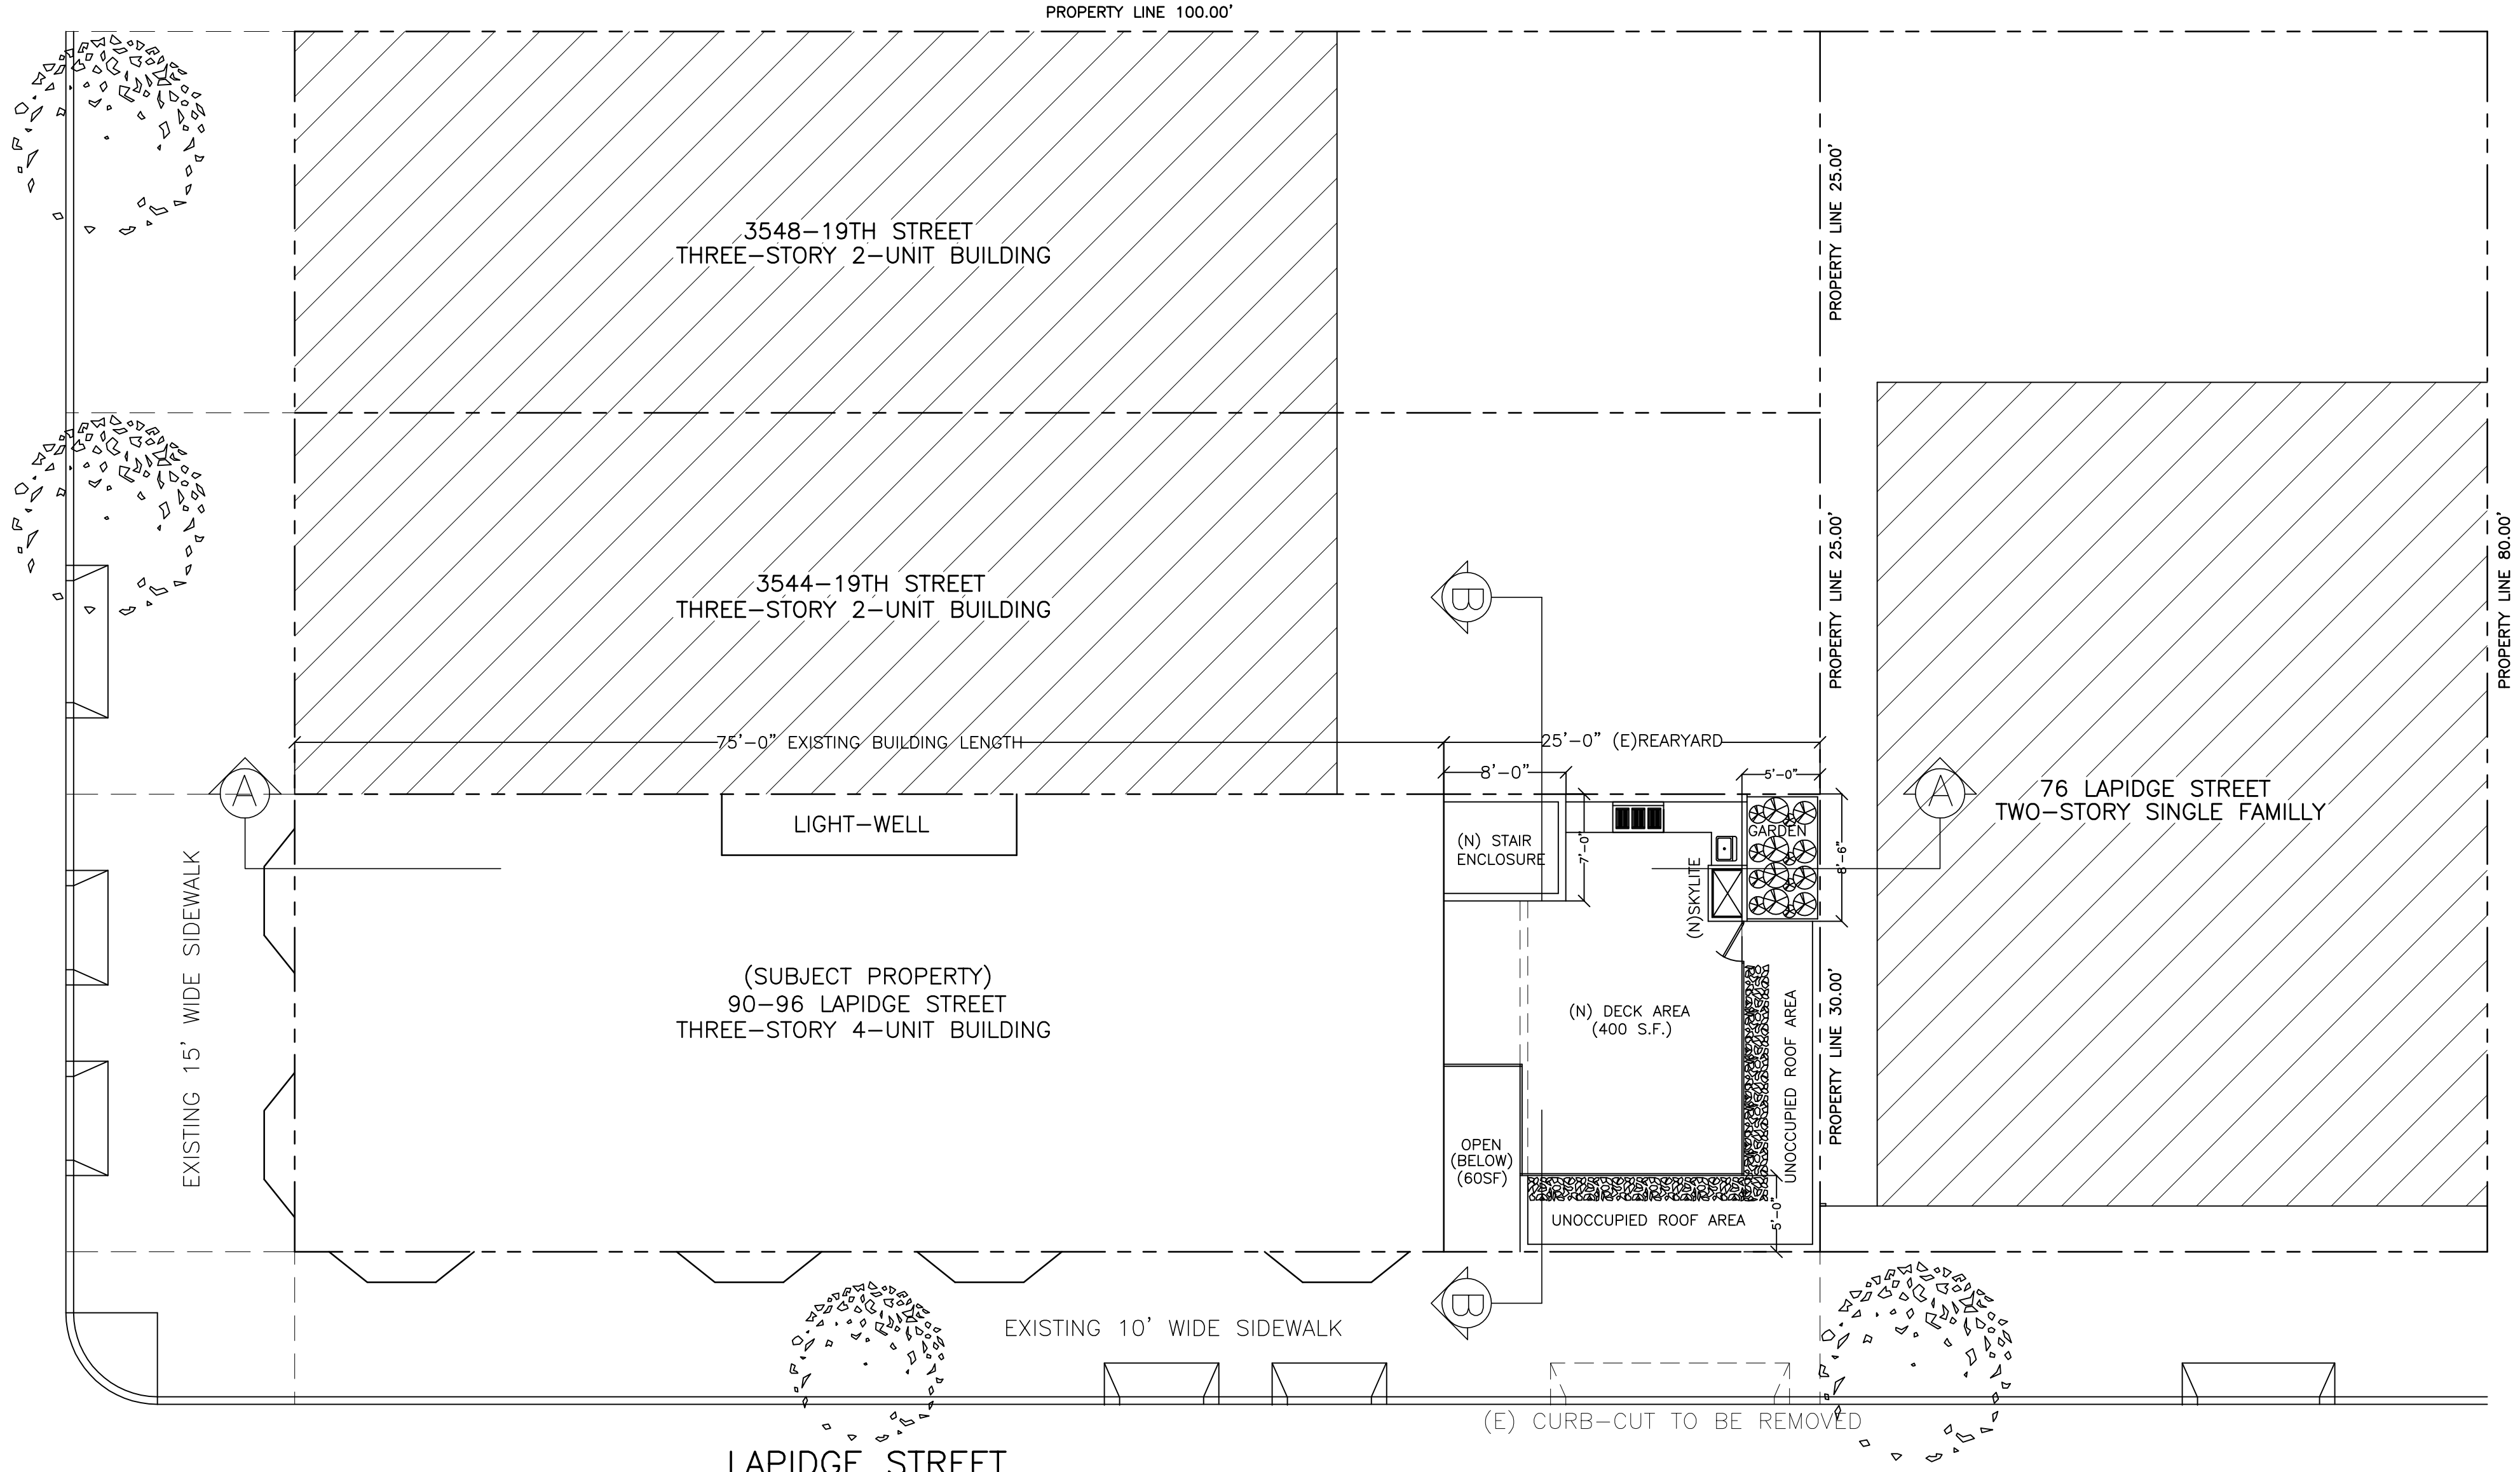 PROPERTY LINE 100.00'
PROPERTY LINE 25.00'
3548-19TH STREET
THREE-STORY 2-UNIT BUILDING
PROPERTY LINE 25.00'
PROPERTY LINE 80.00'
3544-19TH STREET
THREE-STORY 2-UNIT BUILDING
B
75'-0" EXISTING BUILDING LENGTH
25'-0" (E)REARYARD
8'-0"
5'-0"
A
A
76 LAPIDGE STREET
TWO-STORY SINGLE FAMILLY
LIGHT-WELL
(N) STAIR
ENCLOSURE
7'-0"
GARDEN
8'-6"
(N)SKYLITE
EXISTING 15' WIDE SIDEWALK
(SUBJECT PROPERTY)
90-96 LAPIDGE STREET
THREE-STORY 4-UNIT BUILDING
(N) DECK AREA
(400 S.F.)
UNOCCUPIED ROOF AREA
PROPERTY LINE 30.00'
OPEN
(BELOW)
(60SF)
UNOCCUPIED ROOF AREA
5'-0"
B
EXISTING 10' WIDE SIDEWALK
(E) CURB-CUT TO BE REMOVED
LAPIDGE STREET